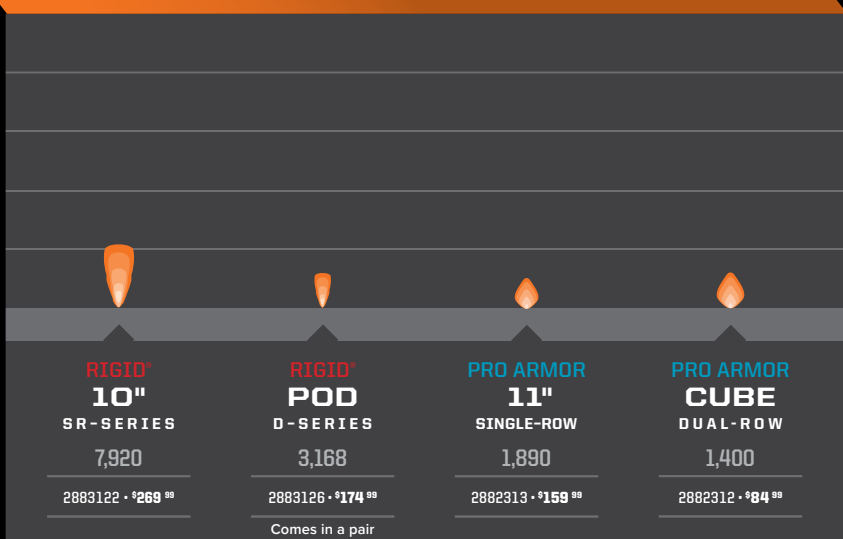 RIGID®
10"
SR-SERIES
7,920
2883122 • $269 99
RIGID®
POD
D-SERIES
3,168
2883126 • $174 99
Comes in a pair
PRO ARMOR
11"
SINGLE-ROW
1,890
2882313 • $159 99
PRO ARMOR
CUBE
DUAL-ROW
1,400
2882312 • $84 99